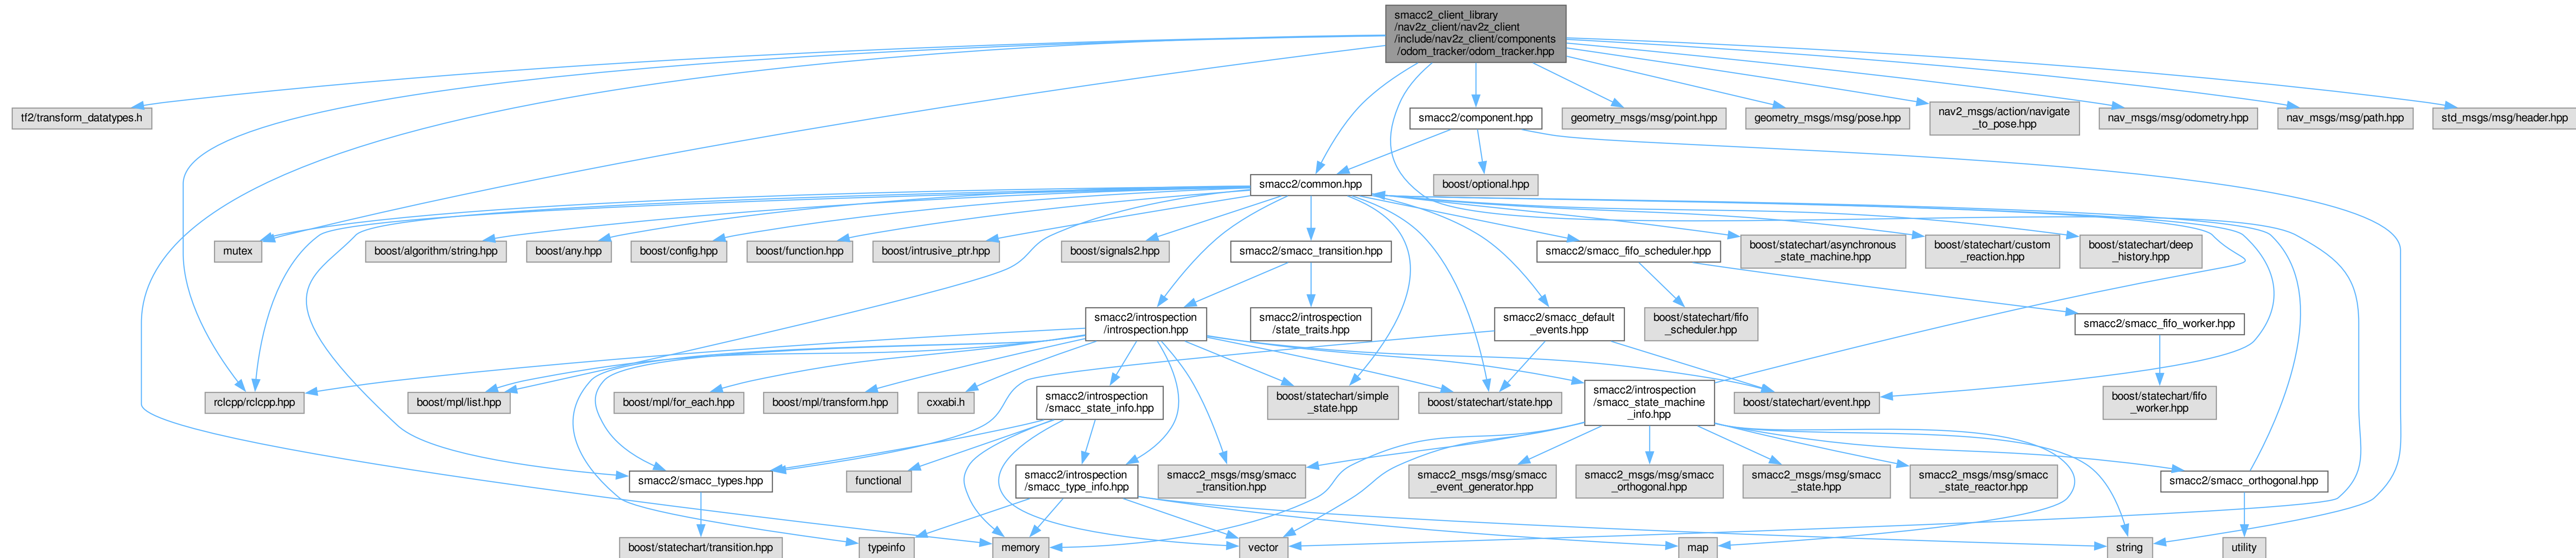 smacc2_client_library
/nav2z_client/nav2z_client
/include/nav2z_client/components
/odom_tracker/odom_tracker.hpp
tf2/transform_datatypes.h
smacc2/component.hpp
geometry_msgs/msg/point.hpp
geometry_msgs/msg/pose.hpp
nav2_msgs/action/navigate
_to_pose.hpp
nav_msgs/msg/odometry.hpp
nav_msgs/msg/path.hpp
std_msgs/msg/header.hpp
smacc2/common.hpp
boost/optional.hpp
mutex
boost/algorithm/string.hpp
boost/any.hpp
boost/config.hpp
boost/function.hpp
boost/intrusive_ptr.hpp
boost/signals2.hpp
smacc2/smacc_transition.hpp
smacc2/smacc_fifo_scheduler.hpp
boost/statechart/asynchronous
_state_machine.hpp
boost/statechart/custom
_reaction.hpp
boost/statechart/deep
_history.hpp
smacc2/introspection
/introspection.hpp
smacc2/introspection
/state_traits.hpp
smacc2/smacc_default
_events.hpp
boost/statechart/fifo
_scheduler.hpp
smacc2/smacc_fifo_worker.hpp
rclcpp/rclcpp.hpp
boost/mpl/list.hpp
boost/mpl/for_each.hpp
boost/mpl/transform.hpp
cxxabi.h
smacc2/introspection
/smacc_state_info.hpp
boost/statechart/simple
_state.hpp
boost/statechart/state.hpp
smacc2/introspection
/smacc_state_machine
_info.hpp
boost/statechart/event.hpp
boost/statechart/fifo
_worker.hpp
smacc2/smacc_types.hpp
functional
smacc2/introspection
/smacc_type_info.hpp
smacc2_msgs/msg/smacc
_transition.hpp
smacc2_msgs/msg/smacc
_event_generator.hpp
smacc2_msgs/msg/smacc
_orthogonal.hpp
smacc2_msgs/msg/smacc
_state.hpp
smacc2_msgs/msg/smacc
_state_reactor.hpp
smacc2/smacc_orthogonal.hpp
boost/statechart/transition.hpp
typeinfo
memory
vector
map
string
utility